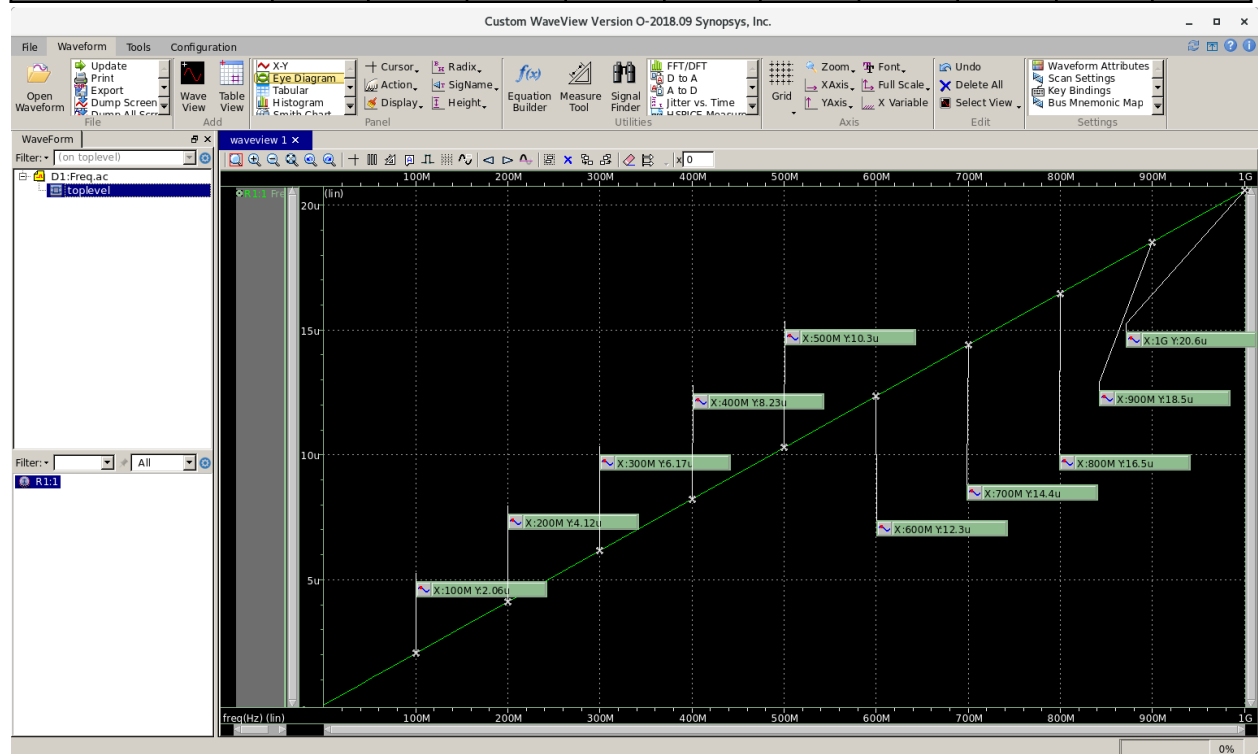 Custom WaveView Version O-2018.09 Synopsys, Inc.
File Waveform Tools Configuration
Open Waveform
Update
Print
Export
Dump Screen
File
Wave View
Table View
Add
X-Y
Eye Diagram
Tabular
Histogram
Smith Chart
Cursor
Action
Display
Radix
SigName
Height
Panel
f(x)
Equation Builder
Measure Tool
Signal Finder
FFT/DFT
D to A
A to D
Jitter vs. Time
Utilities
Grid
Zoom
XAxis
YAxis
Font
Full Scale
X Variable
Axis
Undo
Delete All
Select View
Edit
Waveform Attributes
Scan Settings
Key Bindings
Bus Mnemonic Map
Settings
WaveForm
Filter: (on toplevel)
D1:Freq.ac
toplevel
Filter: All
R1:1
waveview 1
x 0
100M 200M 300M 400M 500M 600M 700M 800M 900M 1G
R1:1 Fre
(lin)
20u
15u
10u
5u
X:500M Y:10.3u
X:1G Y:20.6u
X:400M Y:8.23u
X:900M Y:18.5u
X:300M Y:6.17u
X:800M Y:16.5u
X:700M Y:14.4u
X:200M Y:4.12u
X:600M Y:12.3u
X:100M Y:2.06u
freq(Hz) (lin)
100M 200M 300M 400M 500M 600M 700M 800M 900M 1G
0%